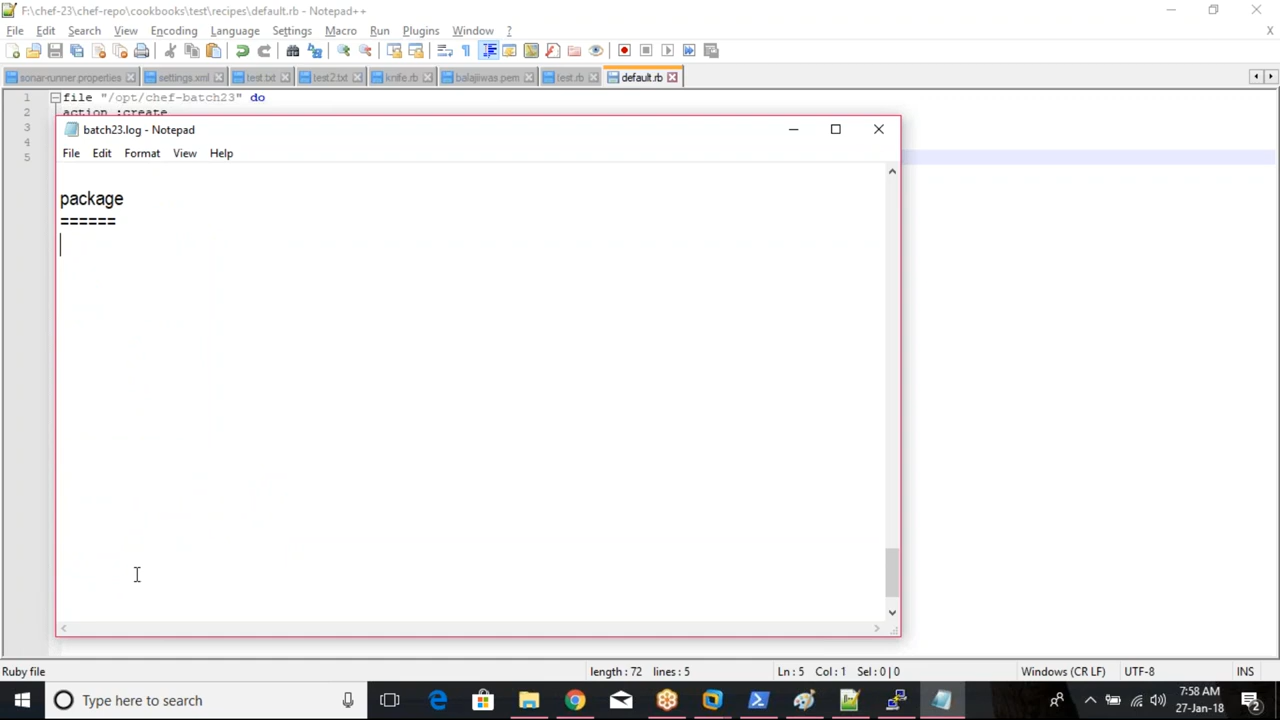 F:\chef-23\chef-repo\cookbooks\test\recipes\default.rb - Notepad++
File Edit Search View Encoding Language Settings Macro Run Plugins Window ?
X
sonar-runner.properties settings.xml test.txt test2.txt knife.rb balajiwas.pem test.rb default.rb
1 file "/opt/chef-batch23" do
2 action :create
3
4
5
batch23.log - Notepad
File Edit Format View Help
package
======
Ruby file length : 72 lines : 5 Ln : 5 Col : 1 Sel : 0 | 0 Windows (CR LF) UTF-8 INS
Type here to search
7:58 AM
27-Jan-18
2